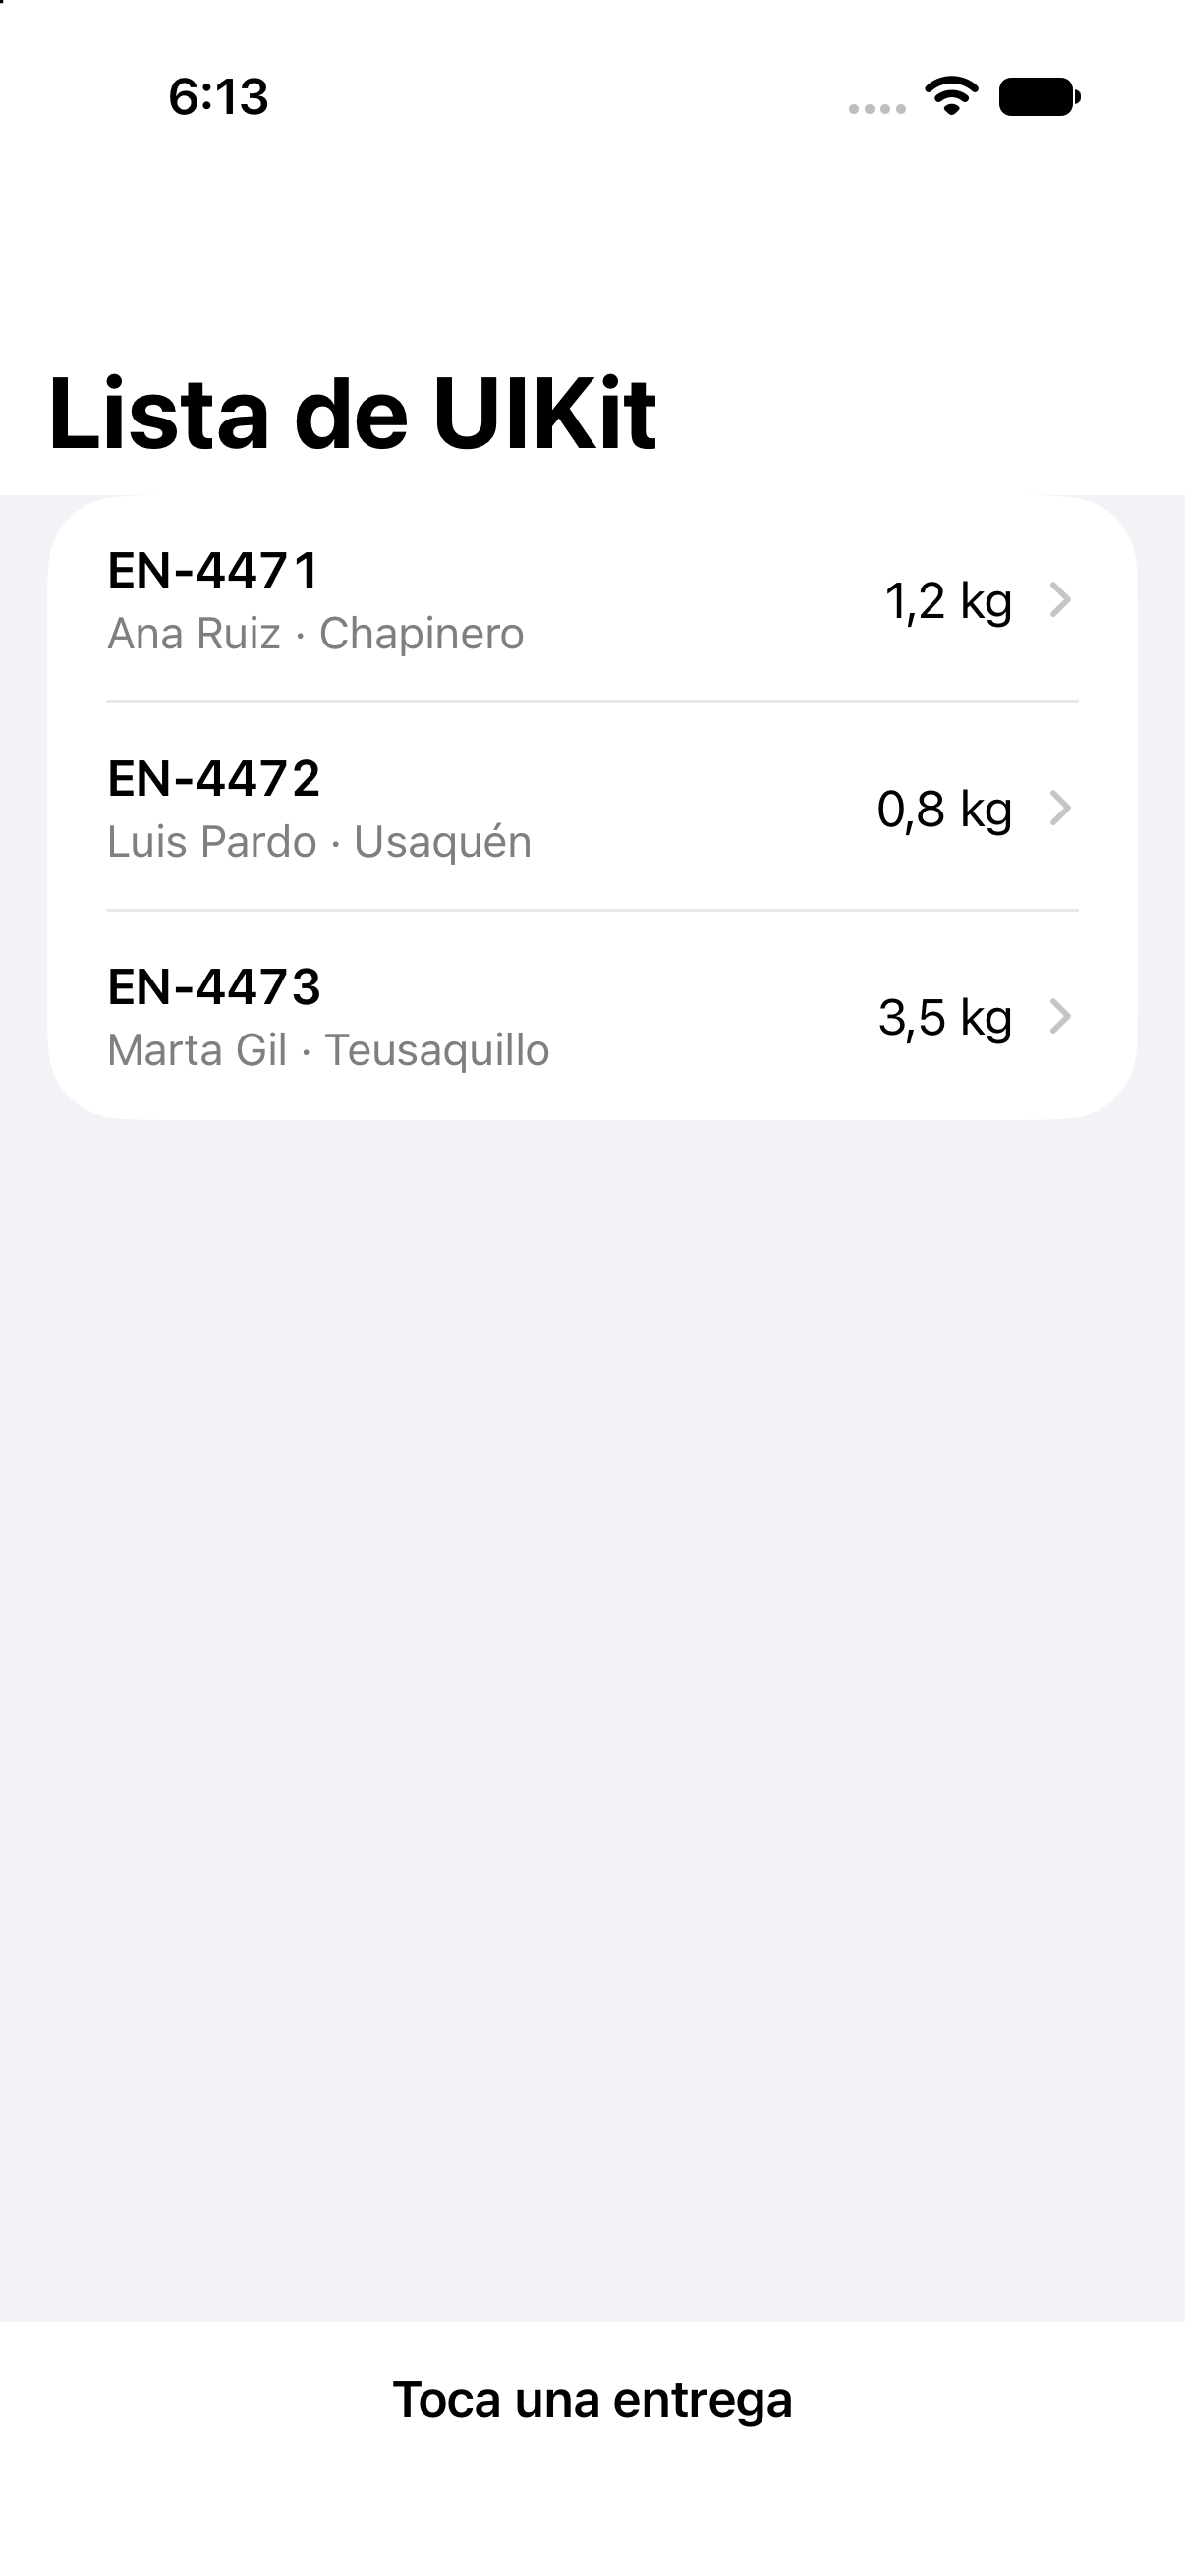 6:13
Lista de UIKit
EN-4471
Ana Ruiz · Chapinero
1,2 kg
EN-4472
Luis Pardo · Usaquén
0,8 kg
EN-4473
Marta Gil · Teusaquillo
3,5 kg
Toca una entrega